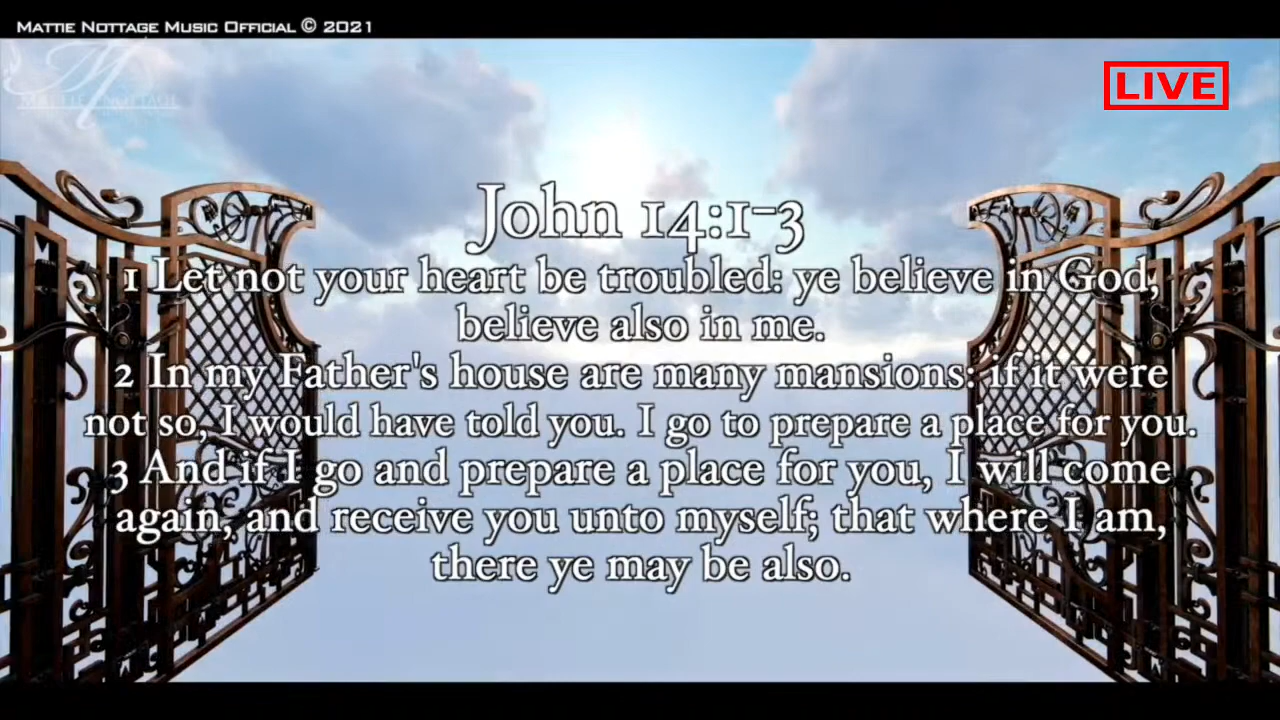 Mattie Nottage Music Official © 2021
M
MATTIE NOTTAGE
LIVE
John 14:1-3
1 Let not your heart be troubled: ye believe in God,
believe also in me.
2 In my Father's house are many mansions: if it were
not so, I would have told you. I go to prepare a place for you.
3 And if I go and prepare a place for you, I will come
again, and receive you unto myself; that where I am,
there ye may be also.